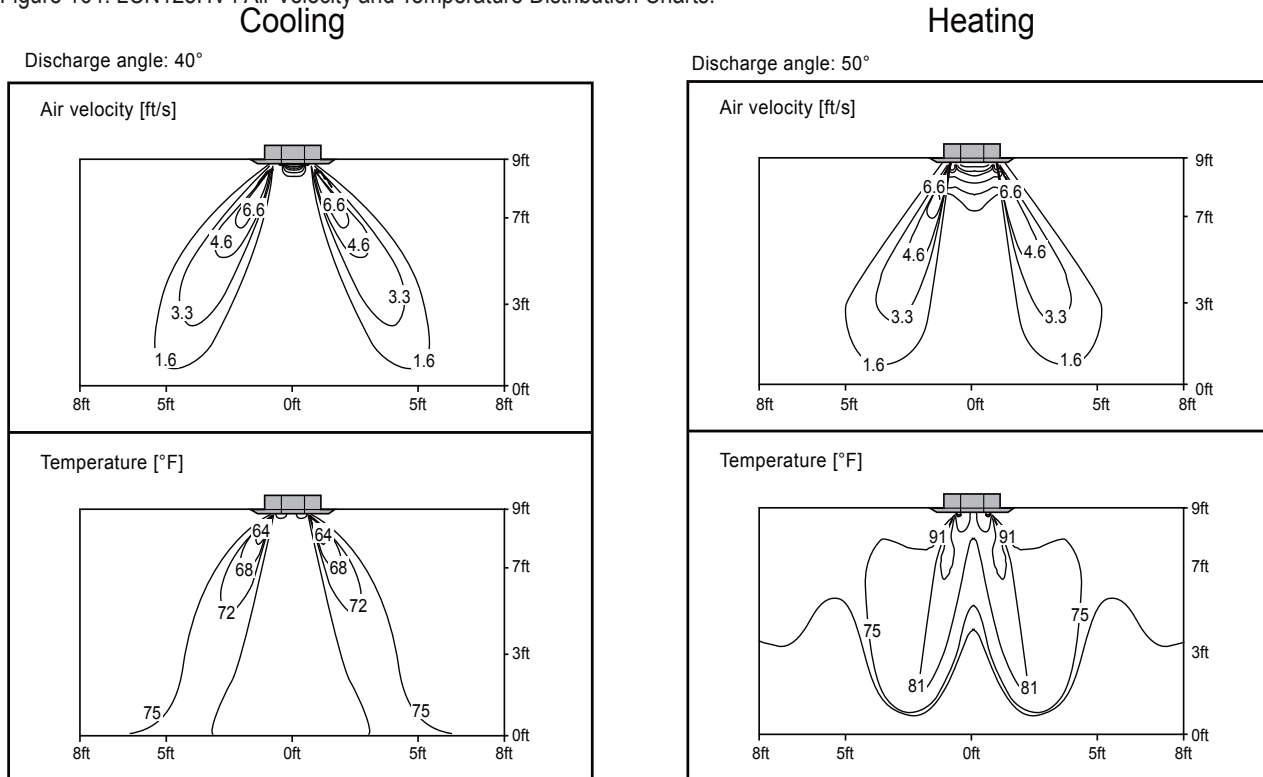 Cooling
Heating
Discharge angle: 40°
Discharge angle: 50°
Air velocity [ft/s]
9ft
7ft
3ft
0ft
6.6
6.6
4.6
4.6
3.3
3.3
1.6
1.6
8ft
5ft
0ft
5ft
8ft
Air velocity [ft/s]
9ft
7ft
3ft
0ft
6.6
6.6
4.6
4.6
3.3
3.3
1.6
1.6
8ft
5ft
0ft
5ft
8ft
Temperature [°F]
9ft
7ft
3ft
0ft
64
64
68
68
72
72
75
75
8ft
5ft
0ft
5ft
8ft
Temperature [°F]
9ft
7ft
3ft
0ft
91
91
75
75
81
81
8ft
5ft
0ft
5ft
8ft